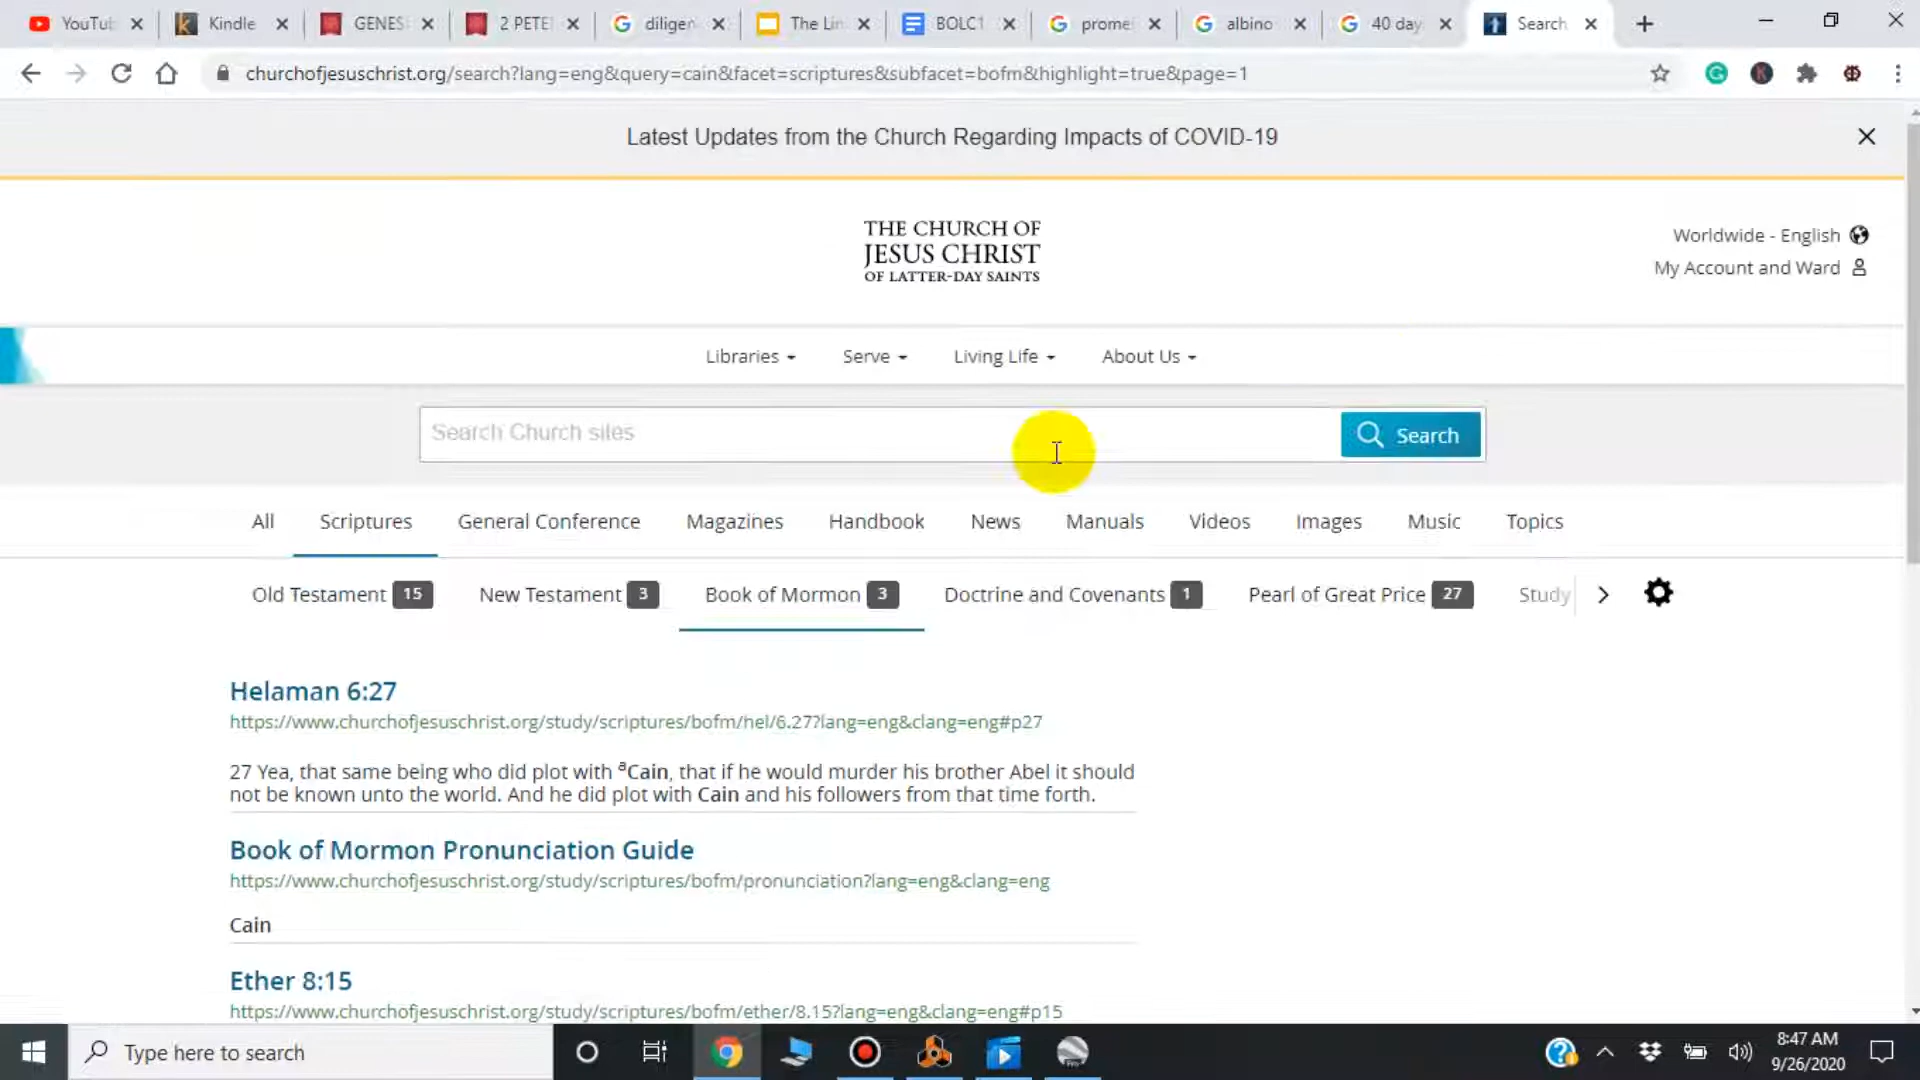 YouTub
Kindle
GENES
2 PETE
diligen
The Lin
BOLC1
prome
albino
40 day
Search
churchofjesuschrist.org/search?lang=eng&query=cain&facet=scriptures&subfacet=bofm&highlight=true&page=1
Latest Updates from the Church Regarding Impacts of COVID-19
THE CHURCH OF
JESUS CHRIST
OF LATTER-DAY SAINTS
Worldwide - English
My Account and Ward
Libraries Serve Living Life About Us
Search Church sites
Search
All Scriptures General Conference Magazines Handbook News Manuals Videos Images Music Topics
Old Testament 15 New Testament 3 Book of Mormon 3 Doctrine and Covenants 1 Pearl of Great Price 27 Study
Helaman 6:27
https://www.churchofjesuschrist.org/study/scriptures/bofm/hel/6.27?lang=eng&clang=eng#p27
27 Yea, that same being who did plot with aCain, that if he would murder his brother Abel it should
not be known unto the world. And he did plot with Cain and his followers from that time forth.
Book of Mormon Pronunciation Guide
https://www.churchofjesuschrist.org/study/scriptures/bofm/pronunciation?lang=eng&clang=eng
Cain
Ether 8:15
https://www.churchofjesuschrist.org/study/scriptures/bofm/ether/8.15?lang=eng&clang=eng#p15
Type here to search
8:47 AM
9/26/2020